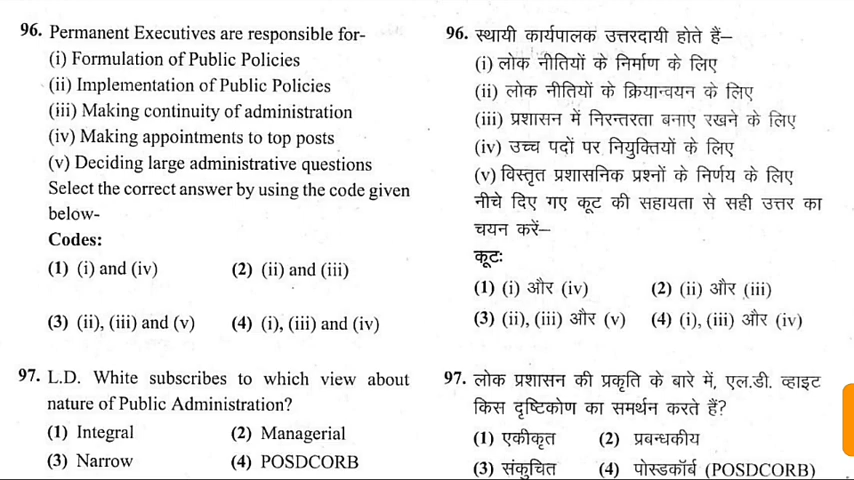 96. Permanent Executives are responsible for-
(i) Formulation of Public Policies
(ii) Implementation of Public Policies
(iii) Making continuity of administration
(iv) Making appointments to top posts
(v) Deciding large administrative questions
Select the correct answer by using the code given
below-
Codes:
(1) (i) and (iv) (2) (ii) and (iii)
(3) (ii), (iii) and (v) (4) (i), (iii) and (iv)
97. L.D. White subscribes to which view about
nature of Public Administration?
(1) Integral (2) Managerial
(3) Narrow (4) POSDCORB
96. स्थायी कार्यपालक उत्तरदायी होते हैं–
(i) लोक नीतियों के निर्माण के लिए
(ii) लोक नीतियों के क्रियान्वयन के लिए
(iii) प्रशासन में निरन्तरता बनाए रखने के लिए
(iv) उच्च पदों पर नियुक्तियों के लिए
(v) विस्तृत प्रशासनिक प्रश्नों के निर्णय के लिए
नीचे दिए गए कूट की सहायता से सही उत्तर का
चयन करें–
कूटः
(1) (i) और (iv) (2) (ii) और (iii)
(3) (ii), (iii) और (v) (4) (i), (iii) और (iv)
97. लोक प्रशासन की प्रकृति के बारे में, एल.डी. व्हाइट
किस दृष्टिकोण का समर्थन करते हैं?
(1) एकीकृत (2) प्रबन्धकीय
(3) संकुचित (4) पोस्डकॉर्ब (POSDCORB)